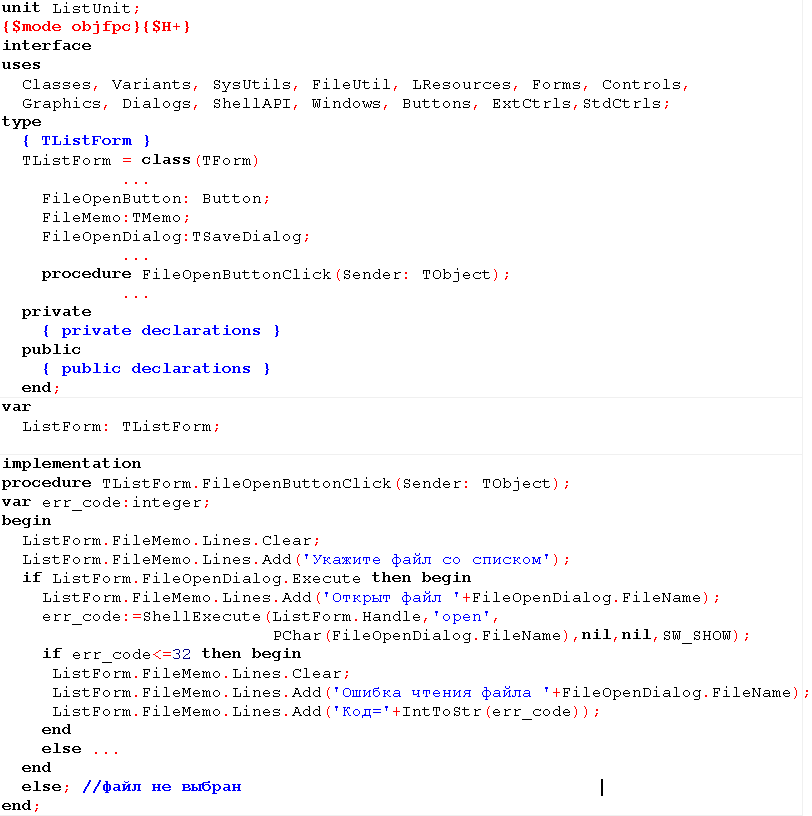 unit ListUnit;
{$mode objfpc}{$H+}
interface
uses
  Classes, Variants, SysUtils, FileUtil, LResources, Forms, Controls,
  Graphics, Dialogs, ShellAPI, Windows, Buttons, ExtCtrls,StdCtrls;
type
  { TListForm }
  TListForm = class(TForm)
            ...
    FileOpenButton: Button;
    FileMemo:TMemo;
    FileOpenDialog:TSaveDialog;
            ...
    procedure FileOpenButtonClick(Sender: TObject);
            ...
  private
    { private declarations }
  public
    { public declarations }
  end;
var
  ListForm: TListForm;

implementation
procedure TListForm.FileOpenButtonClick(Sender: TObject);
var err_code:integer;
begin
  ListForm.FileMemo.Lines.Clear;
  ListForm.FileMemo.Lines.Add('Укажите файл со списком');
  if ListForm.FileOpenDialog.Execute then begin
    ListForm.FileMemo.Lines.Add('Открыт файл '+FileOpenDialog.FileName);
    err_code:=ShellExecute(ListForm.Handle,'open',
                           PChar(FileOpenDialog.FileName),nil,nil,SW_SHOW);
    if err_code<=32 then begin
     ListForm.FileMemo.Lines.Clear;
     ListForm.FileMemo.Lines.Add('Ошибка чтения файла '+FileOpenDialog.FileName);
     ListForm.FileMemo.Lines.Add('Код='+IntToStr(err_code));
    end
    else ...
  end
  else; //файл не выбран
end;